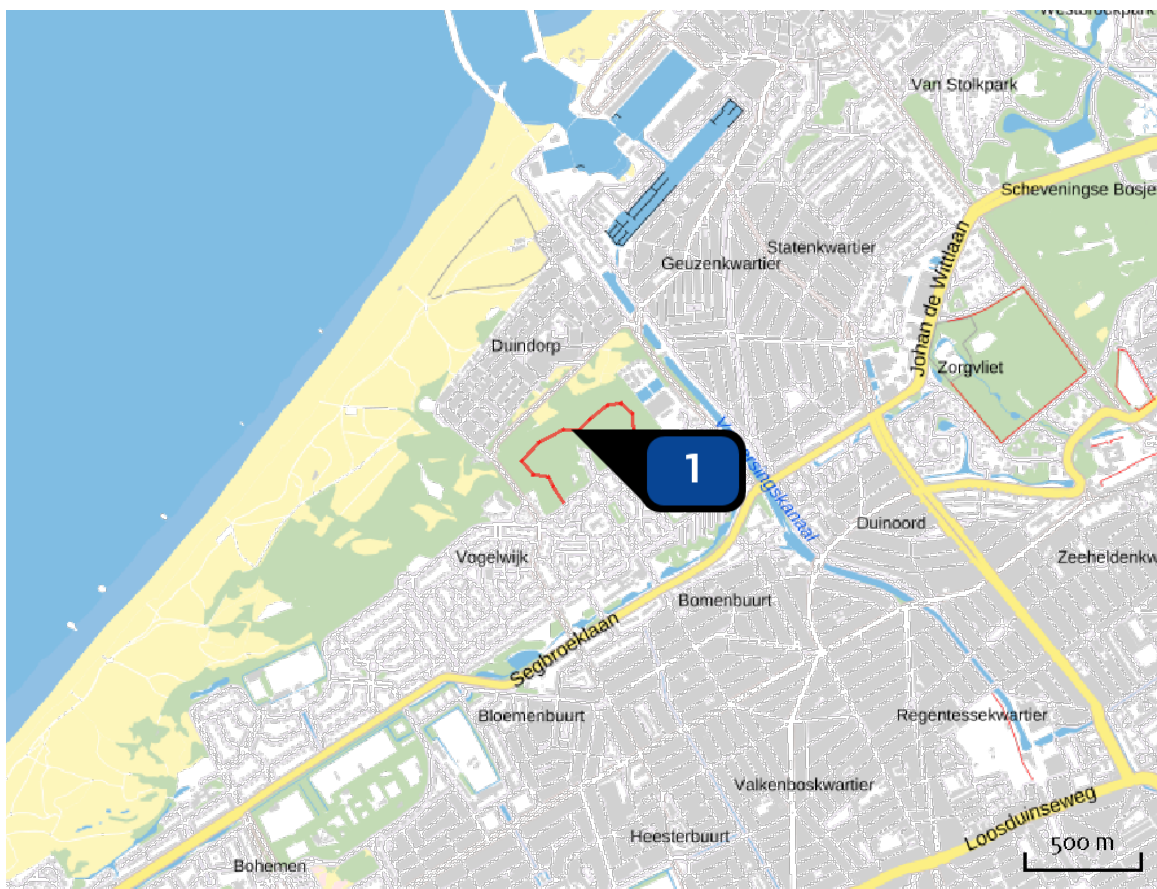 Westbroekpark
Van Stolkpark
Scheveningse Bosje
Statenkwartier
Geuzenkwartier
Johan de Wittlaan
Duindorp
Zorgvliet
1
Duinoord
Vogelwijk
Zeeheldenkw
Bomenbuurt
Segbroeklaan
Bloemenbuurt
Regentessekwartier
Valkenboskwartier
Loosduinseweg
Heesterbuurt
500 m
Bohemen